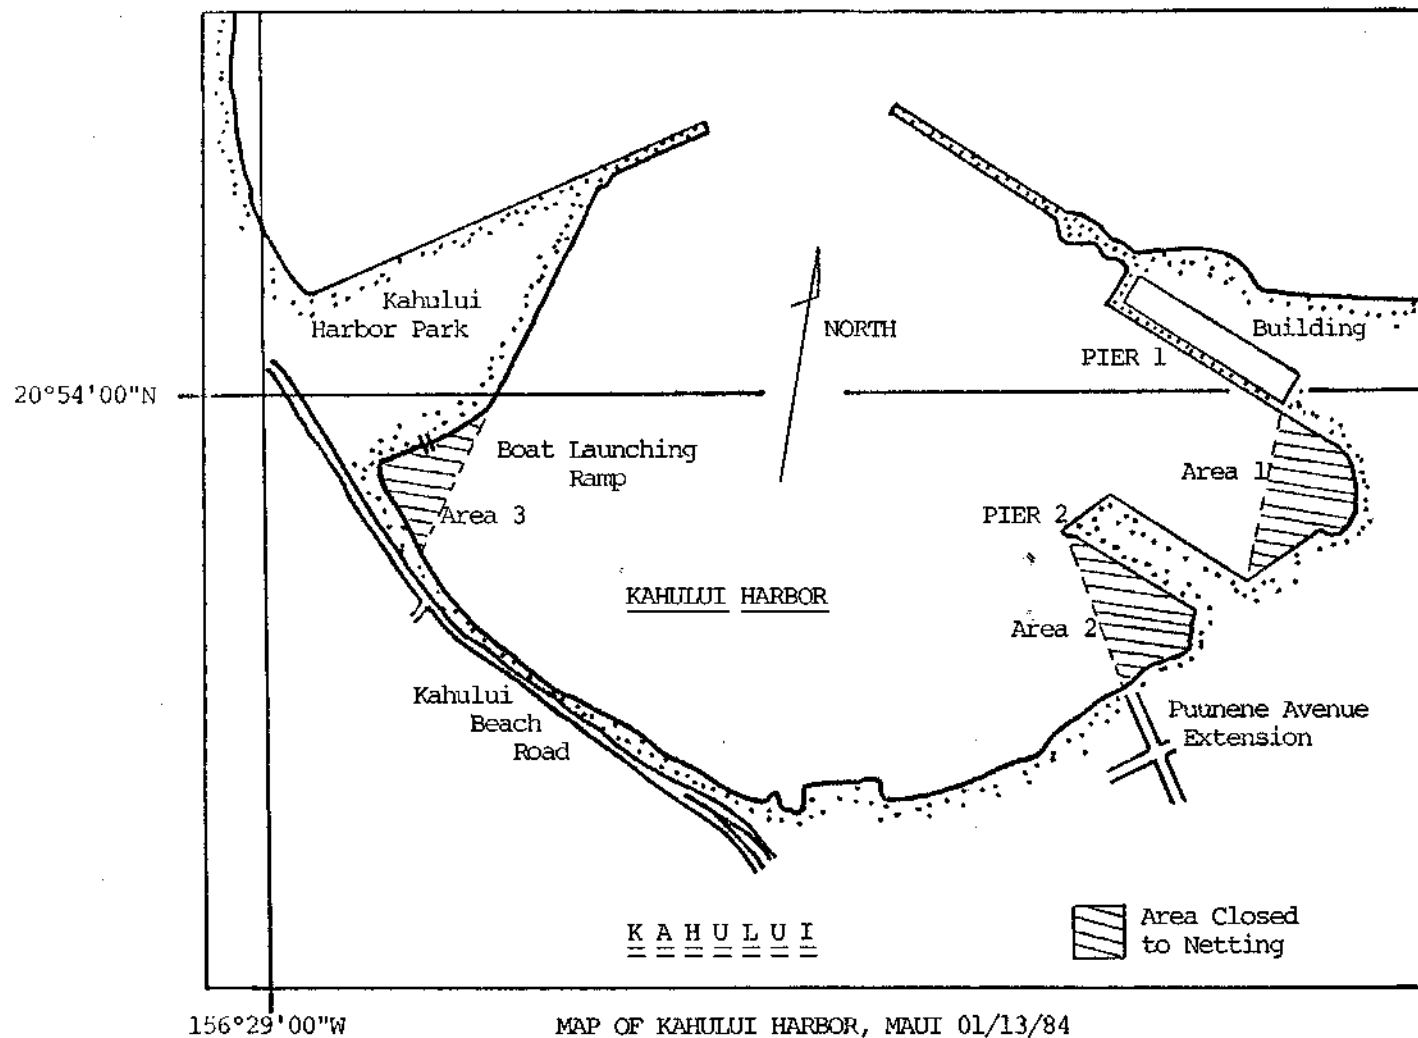 Kahului
Harbor Park
NORTH
Building
PIER 1
20°54'00"N
Boat Launching
Ramp
Area 1
Area 3
PIER 2
KAHULUI HARBOR
Area 2
Kahului
Beach
Road
Puunene Avenue
Extension
KAHULUI
Area Closed
to Netting
156°29'00"W
MAP OF KAHULUI HARBOR, MAUI 01/13/84